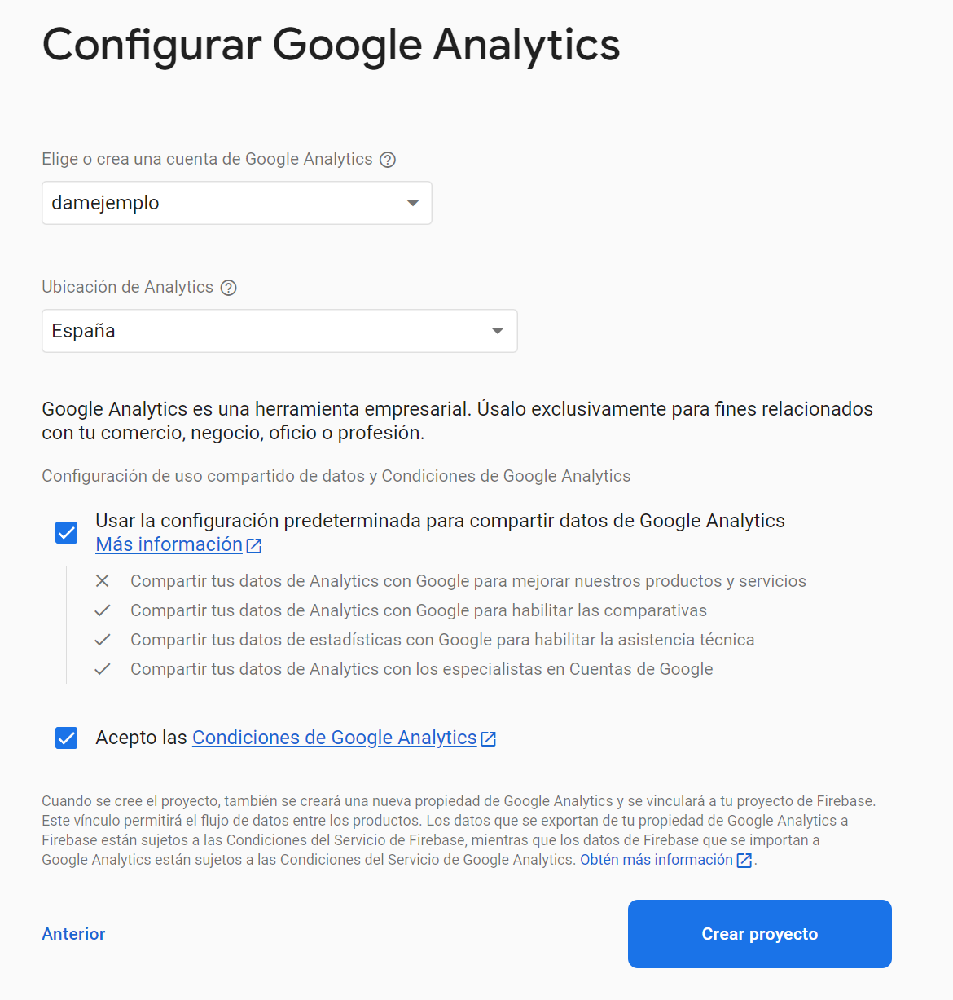 Configurar Google Analytics
Elige o crea una cuenta de Google Analytics
damejemplo
Ubicación de Analytics
España
Google Analytics es una herramienta empresarial. Úsalo exclusivamente para fines relacionados
con tu comercio, negocio, oficio o profesión.
Configuración de uso compartido de datos y Condiciones de Google Analytics
Usar la configuración predeterminada para compartir datos de Google Analytics
Más información
Compartir tus datos de Analytics con Google para mejorar nuestros productos y servicios
Compartir tus datos de Analytics con Google para habilitar las comparativas
Compartir tus datos de estadísticas con Google para habilitar la asistencia técnica
Compartir tus datos de Analytics con los especialistas en Cuentas de Google
Acepto las Condiciones de Google Analytics
Cuando se cree el proyecto, también se creará una nueva propiedad de Google Analytics y se vinculará a tu proyecto de Firebase.
Este vínculo permitirá el flujo de datos entre los productos. Los datos que se exportan de tu propiedad de Google Analytics a
Firebase están sujetos a las Condiciones del Servicio de Firebase, mientras que los datos de Firebase que se importan a
Google Analytics están sujetos a las Condiciones del Servicio de Google Analytics. Obtén más información.
Anterior
Crear proyecto